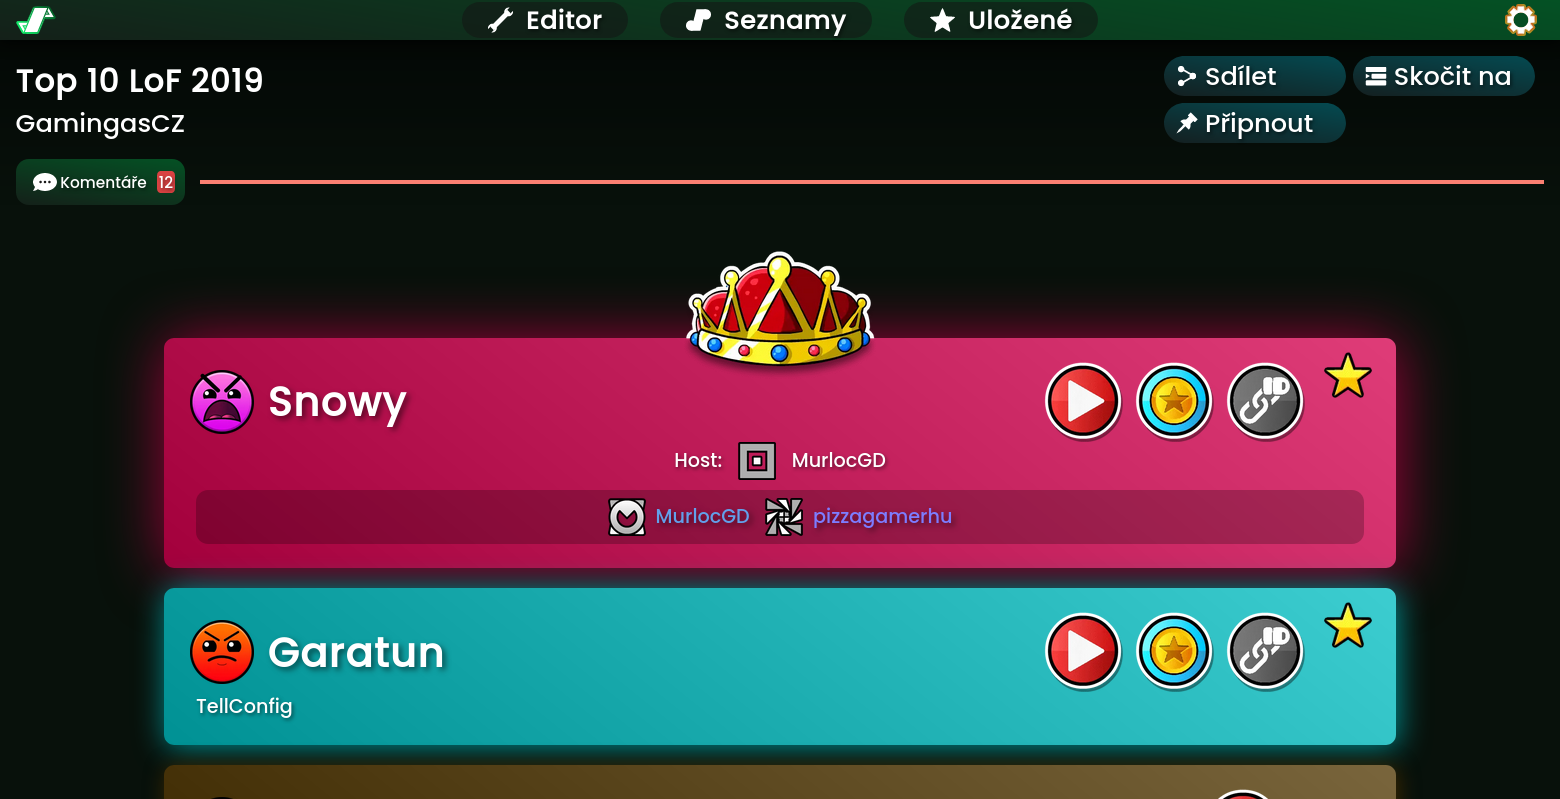 Editor Seznamy Uložené
Top 10 LoF 2019
GamingasCZ
Sdílet Skočit na
Připnout
Komentáře 12
Snowy
Host: MurlocGD
MurlocGD pizzagamerhu
Garatun
TellConfig